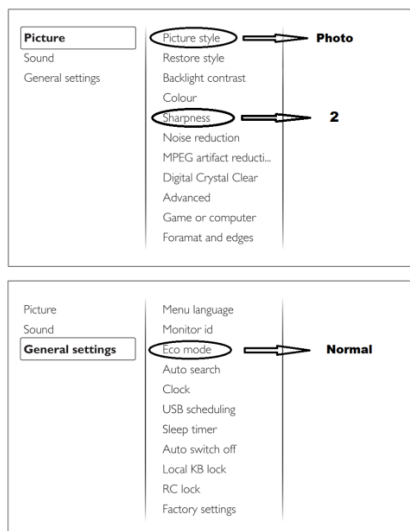 Picture
Sound
General settings
Picture style
Photo
Restore style
Backlight contrast
Colour
Sharpness
2
Noise reduction
MPEG artifact reducti...
Digital Crystal Clear
Advanced
Game or computer
Foramat and edges
Picture
Sound
General settings
Menu language
Monitor id
Eco mode
Normal
Auto search
Clock
USB scheduling
Sleep timer
Auto switch off
Local KB lock
RC lock
Factory settings